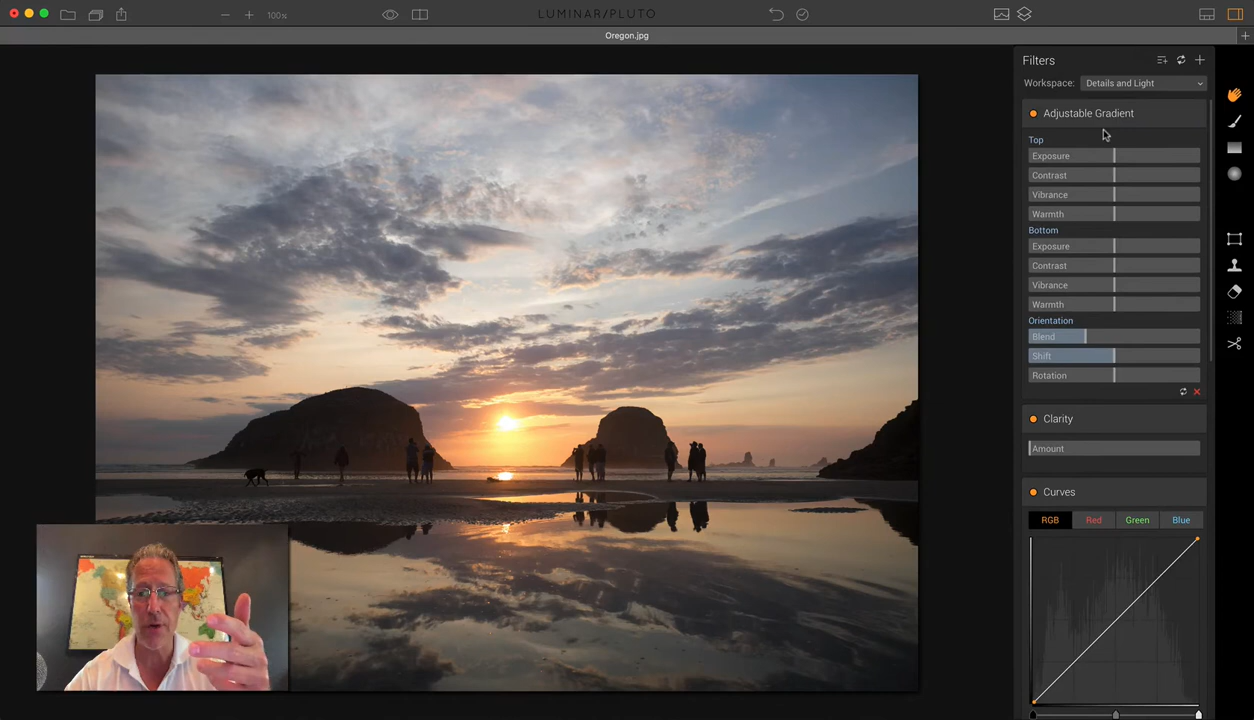 100%
LUMINAR/PLUTO
Oregon.jpg
Filters
Workspace: Details and Light
Adjustable Gradient
Top
Exposure
Contrast
Vibrance
Warmth
Bottom
Exposure
Contrast
Vibrance
Warmth
Orientation
Blend
Shift
Rotation
Clarity
Amount
Curves
RGB Red Green Blue